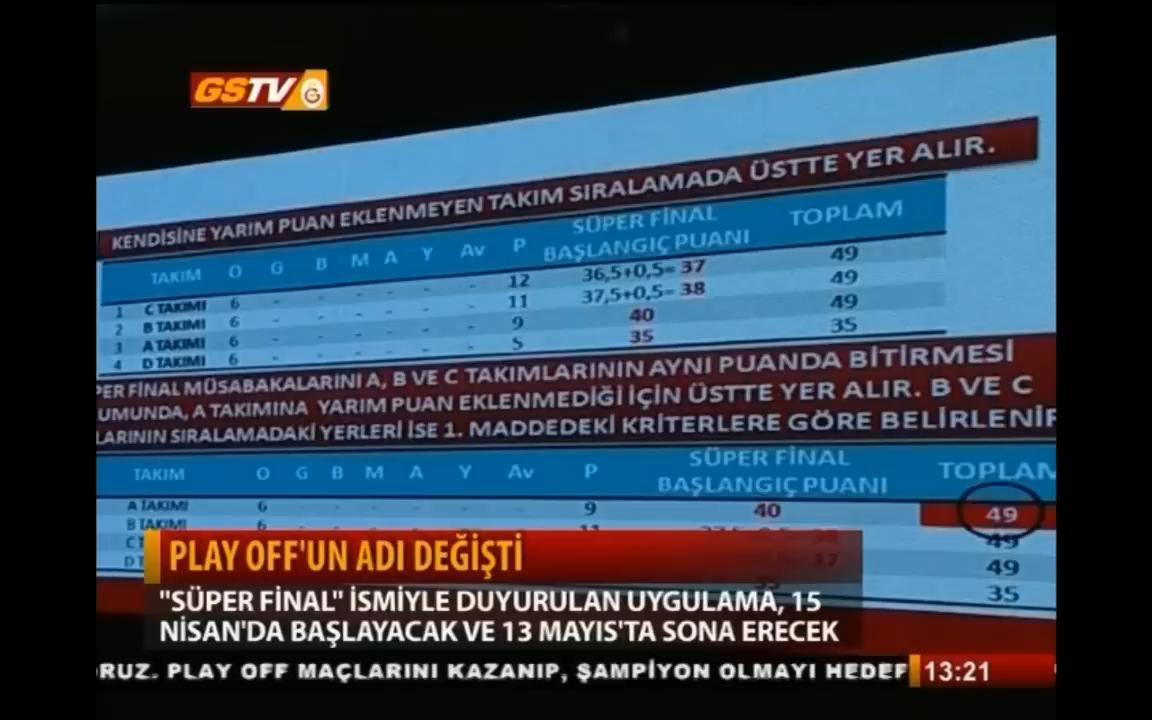 GSTV
KENDİSİNE YARIM PUAN EKLENMEYEN TAKIM SIRALAMADA ÜSTTE YER ALIR.
TAKIM O G B M A Y Av P SÜPER FİNAL BAŞLANGIÇ PUANI TOPLAM
1 C TAKIMI 6 - - - - - - 12 36,5+0,5= 37 49
2 B TAKIMI 6 - - - - - - 11 37,5+0,5= 38 49
3 A TAKIMI 6 - - - - - - 9 40 49
4 D TAKIMI 6 - - - - - - 5 35 35
PER FİNAL MÜSABAKALARINI A, B VE C TAKIMLARININ AYNI PUANDA BİTİRMESİ
UMUNDA, A TAKIMINA YARIM PUAN EKLENMEDİĞİ İÇİN ÜSTTE YER ALIR. B VE C
LARININ SIRALAMADAKİ YERLERİ İSE 1. MADDEDEKİ KRİTERLERE GÖRE BELİRLENİR
TAKIM O G B M A Y Av P SÜPER FİNAL BAŞLANGIÇ PUANI TOPLAM
A TAKIMI 6 - - - - - - 9 40 49
B TAKIMI 6 49
49
35
PLAY OFF'UN ADI DEĞİŞTİ
"SÜPER FİNAL" İSMİYLE DUYURULAN UYGULAMA, 15
NİSAN'DA BAŞLAYACAK VE 13 MAYIS'TA SONA ERECEK
RUZ. PLAY OFF MAÇLARINI KAZANIP, ŞAMPİYON OLMAYI HEDEF 13:21